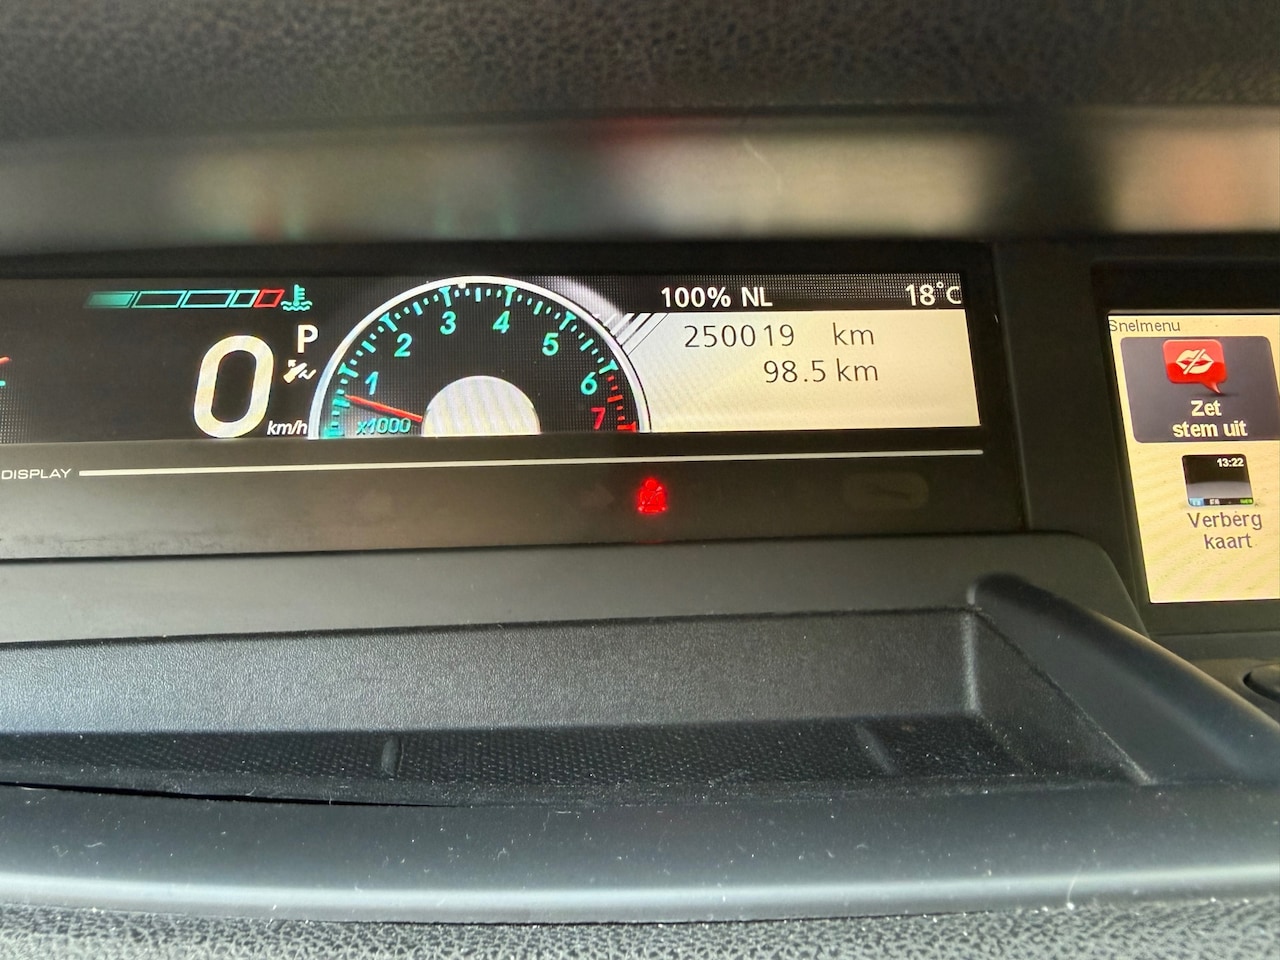 100% NL 18°C
250019 km
98.5 km
P
0 km/h
1 2 3 4 5 6 7
x1000
DISPLAY
Snelmenu
Zet
stem uit
13:22
Verberg
kaart